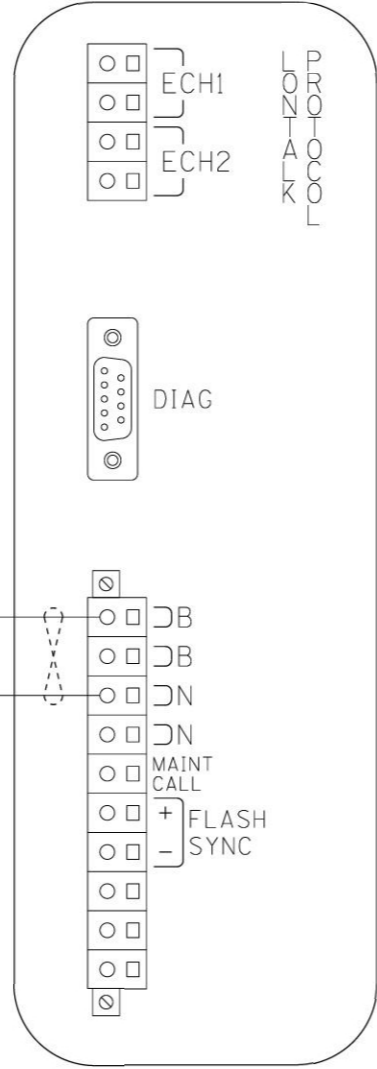 ECH1
ECH2
LONTALK
PROTOCOL
DIAG
B
B
N
N
MAINT
CALL
+ FLASH
- SYNC